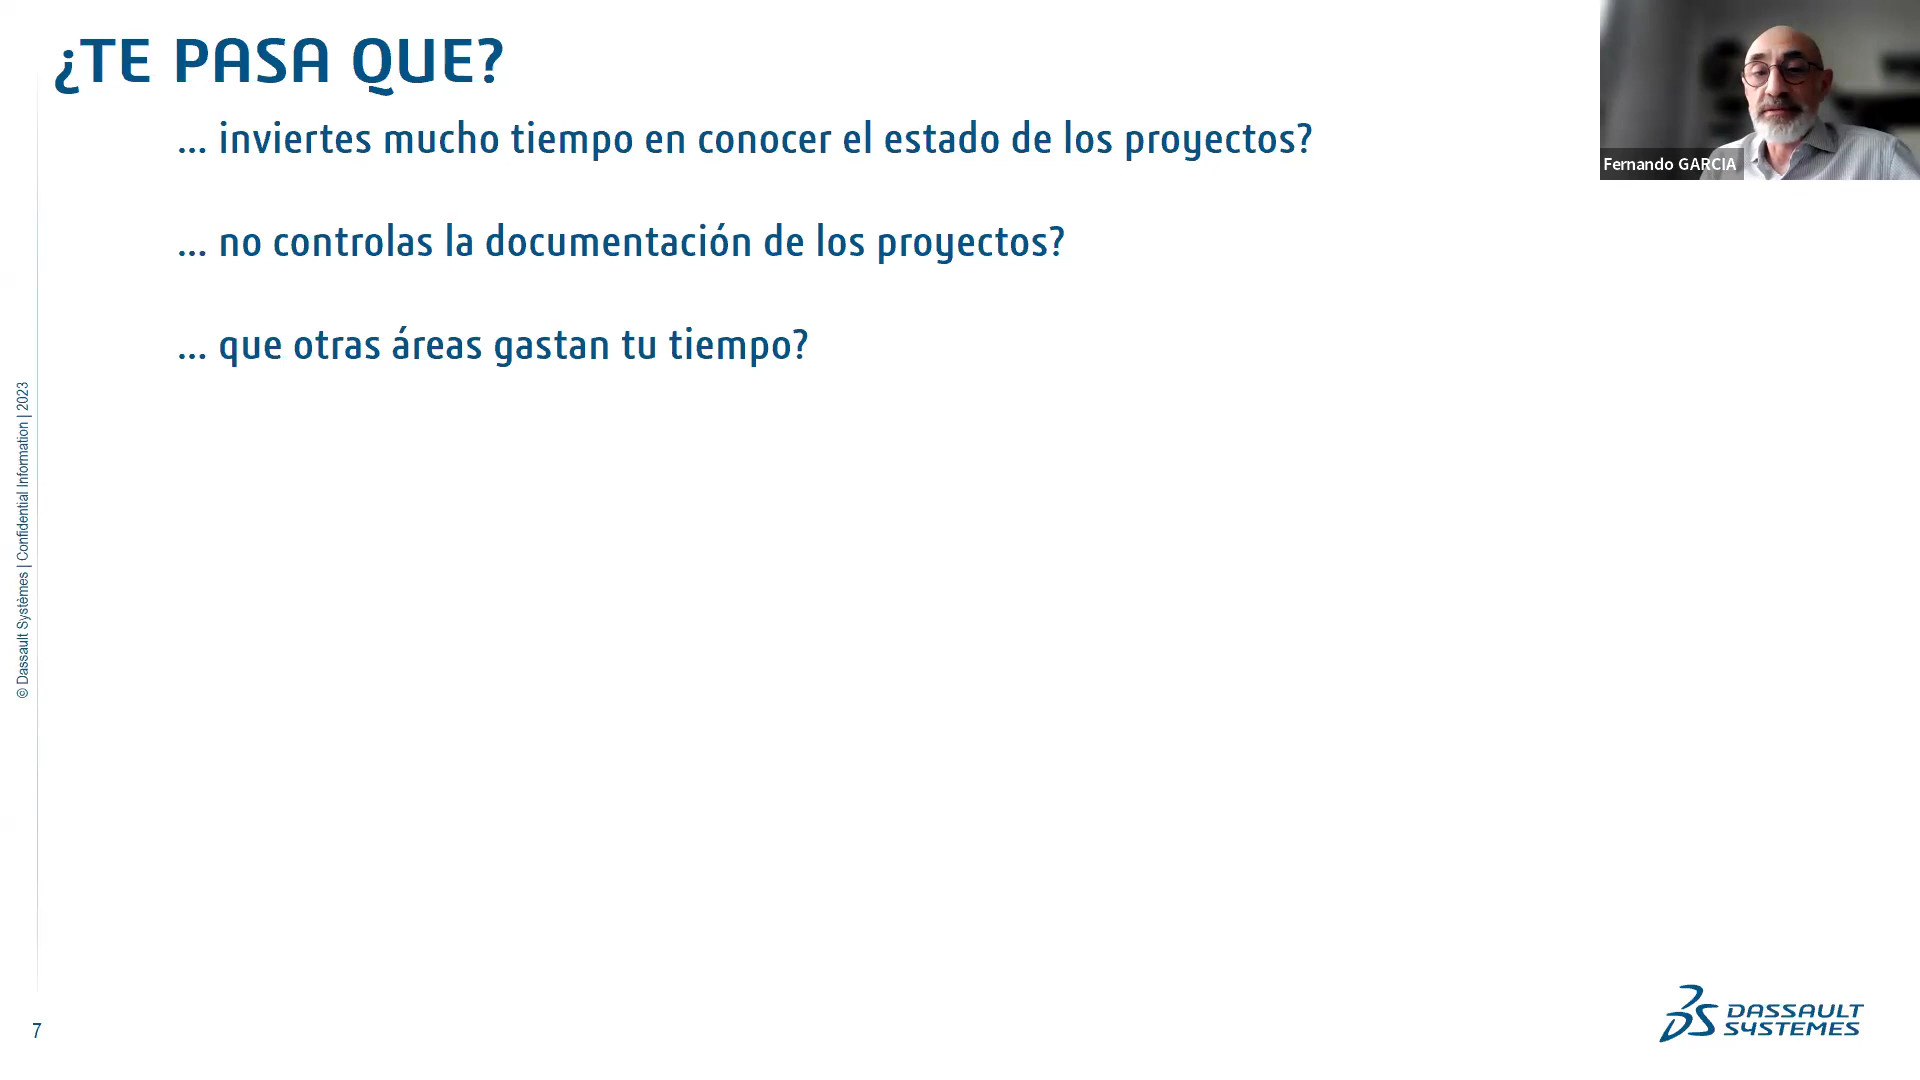 ¿TE PASA QUE?
... inviertes mucho tiempo en conocer el estado de los proyectos?
... no controlas la documentación de los proyectos?
... que otras áreas gastan tu tiempo?
Fernando GARCIA
© Dassault Systèmes | Confidential Information | 2023
7
DASSAULT
SYSTEMES